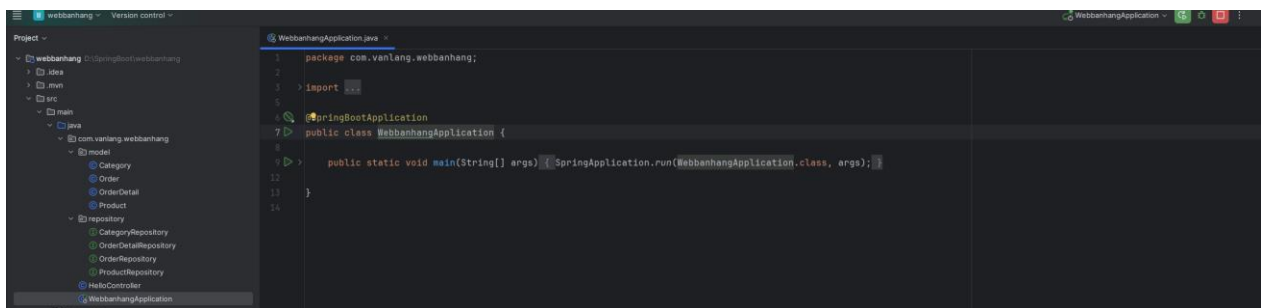 webbanhang Version control WebbanhangApplication
Project
WebbanhangApplication.java
webbanhang D:\SpringBoot\webbanhang
.idea
.mvn
src
main
java
com.vanlang.webbanhang
model
Category
Order
OrderDetail
Product
repository
CategoryRepository
OrderDetailRepository
OrderRepository
ProductRepository
HelloController
WebbanhangApplication
1 package com.vanlang.webbanhang;
2
3 import ...
5
6 @SpringBootApplication
7 public class WebbanhangApplication {
8
9 public static void main(String[] args) { SpringApplication.run(WebbanhangApplication.class, args); }
12
13 }
14